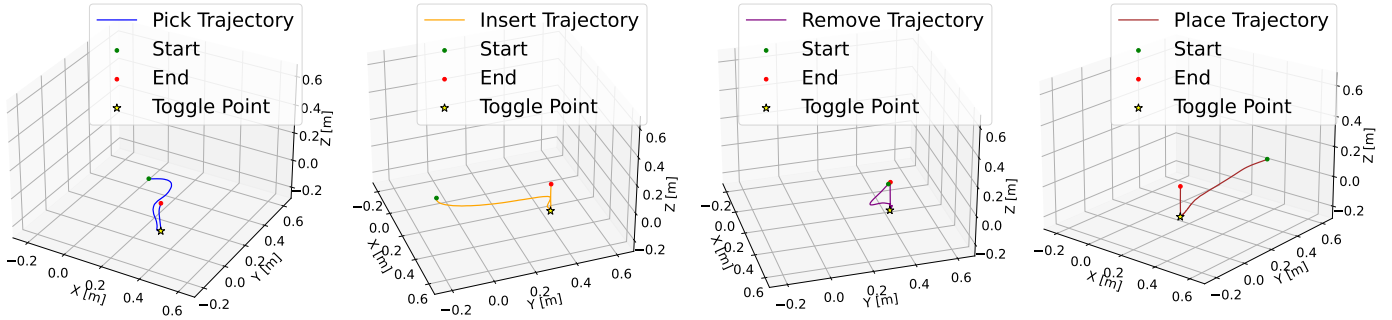 Pick Trajectory
Start
End
Toggle Point
0.6
0.4
0.2
0.0
−0.2
Z [m]
−0.2
0.0
0.2
0.4
0.6
X [m]
−0.2
0.0
0.2
0.4
0.6
Y [m]
Insert Trajectory
Start
End
Toggle Point
0.6
0.4
0.2
0.0
−0.2
Z [m]
−0.2
0.0
0.2
0.4
0.6
X [m]
−0.2
0.0
0.2
0.4
0.6
Y [m]
Remove Trajectory
Start
End
Toggle Point
0.6
0.4
0.2
0.0
−0.2
Z [m]
−0.2
0.0
0.2
0.4
0.6
X [m]
−0.2
0.0
0.2
0.4
0.6
Y [m]
Place Trajectory
Start
End
Toggle Point
0.6
0.4
0.2
0.0
−0.2
Z [m]
−0.2
0.0
0.2
0.4
0.6
X [m]
−0.2
0.0
0.2
0.4
0.6
Y [m]